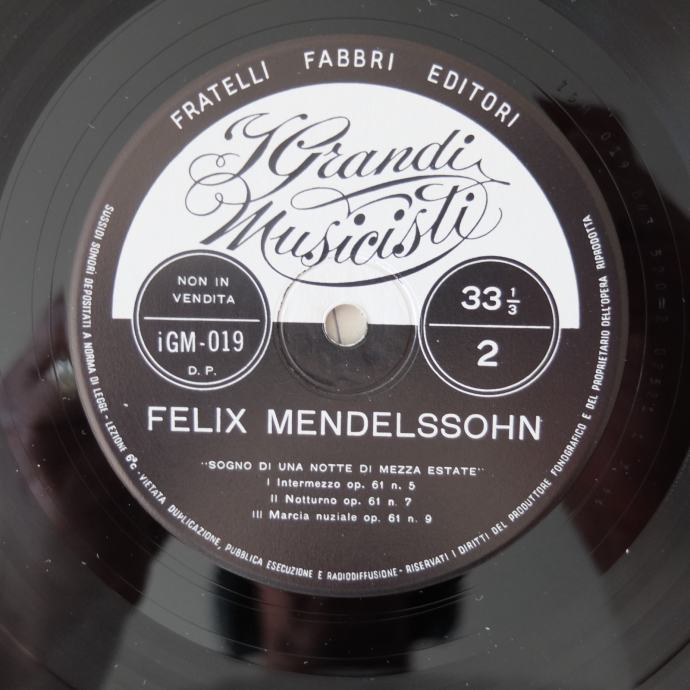 FRATELLI FABBRI EDITORI
I Grandi
Musicisti
NON IN
VENDITA
iGM-019
D. P.
33 1/3
2
FELIX MENDELSSOHN
"SOGNO DI UNA NOTTE DI MEZZA ESTATE"
I Intermezzo op. 61 n. 5
II Notturno op. 61 n. 7
III Marcia nuziale op. 61 n. 9
SUSSIDI SONORI DEPOSITATI A NORMA DI LEGGE - LEZIONE 6ªC - VIETATA DUPLICAZIONE, PUBBLICA ESECUZIONE E RADIODIFFUSIONE - RISERVATI I DIRITTI DEL PRODUTTORE FONOGRAFICO E DEL PROPRIETARIO DELL'OPERA RIPRODOTTA